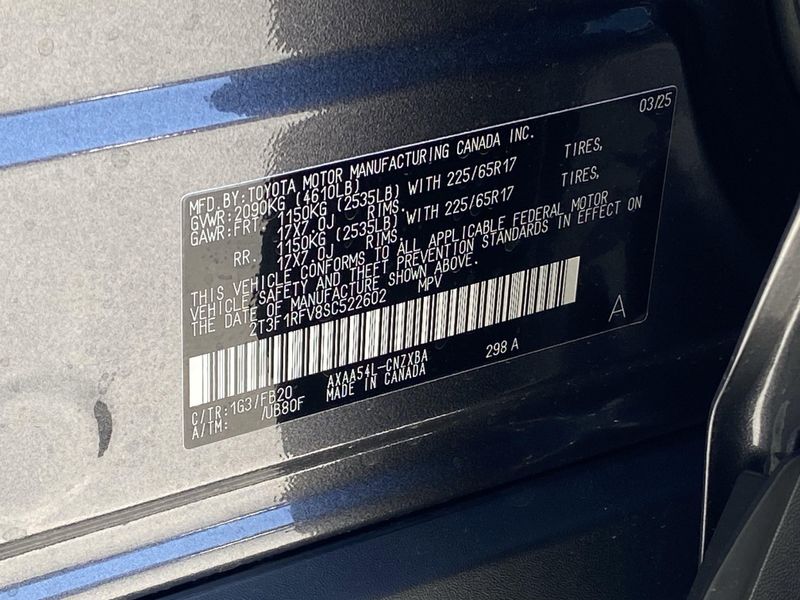 03/25
MFD.BY:TOYOTA MOTOR MANUFACTURING CANADA INC.
GVWR:2090KG (4610LB)
GAWR:FRT. 1150KG (2535LB) WITH 225/65R17 TIRES,
17X7.0J RIMS.
RR. 1150KG (2535LB) WITH 225/65R17 TIRES,
17X7.0J RIMS.
THIS VEHICLE CONFORMS TO ALL APPLICABLE FEDERAL MOTOR
VEHICLE SAFETY AND THEFT PREVENTION STANDARDS IN EFFECT ON
THE DATE OF MANUFACTURE SHOWN ABOVE.
2T3F1RFV8SC522602 MPV
A
C/TR:1G3/FB20 AXAA54L-CNZXBA 298 A
A/TM: /UB80F MADE IN CANADA